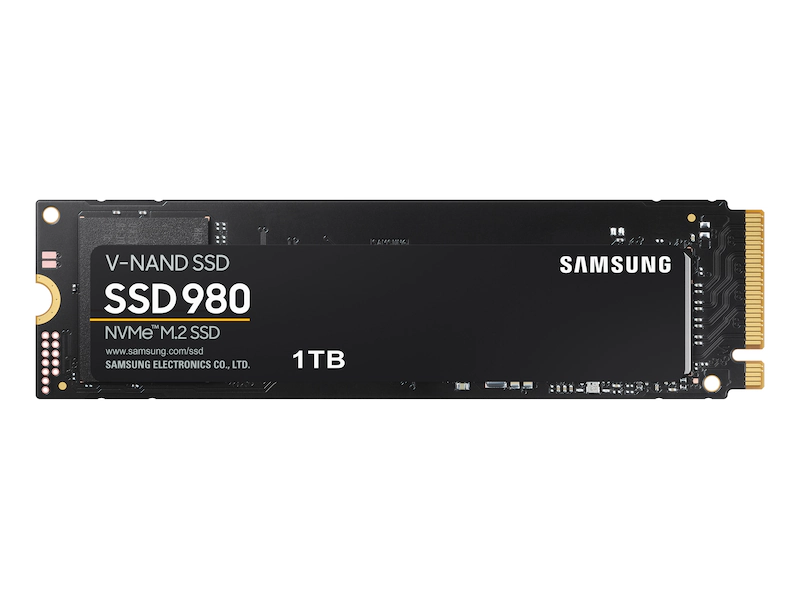 V-NAND SSD
SAMSUNG
SSD 980
NVMe™ M.2 SSD
www.samsung.com/ssd
SAMSUNG ELECTRONICS CO., LTD.
1TB